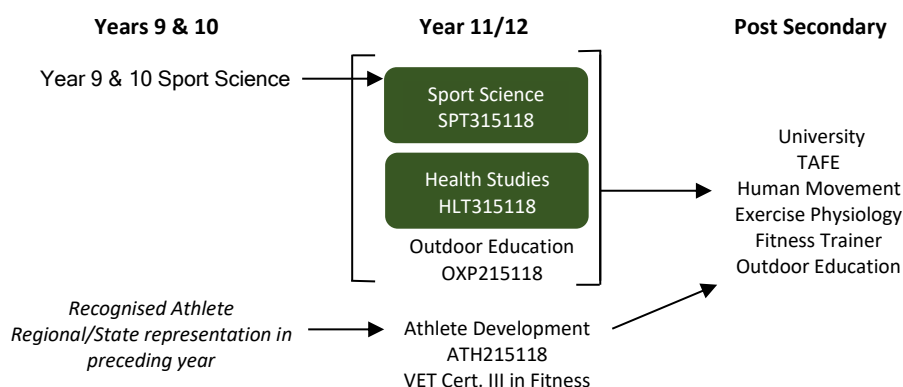 Years 9 & 10
Year 11/12
Post Secondary
Year 9 & 10 Sport Science
Sport Science
SPT315118
Health Studies
HLT315118
Outdoor Education
OXP215118
University
TAFE
Human Movement
Exercise Physiology
Fitness Trainer
Outdoor Education
Recognised Athlete
Regional/State representation in
preceding year
Athlete Development
ATH215118
VET Cert. III in Fitness